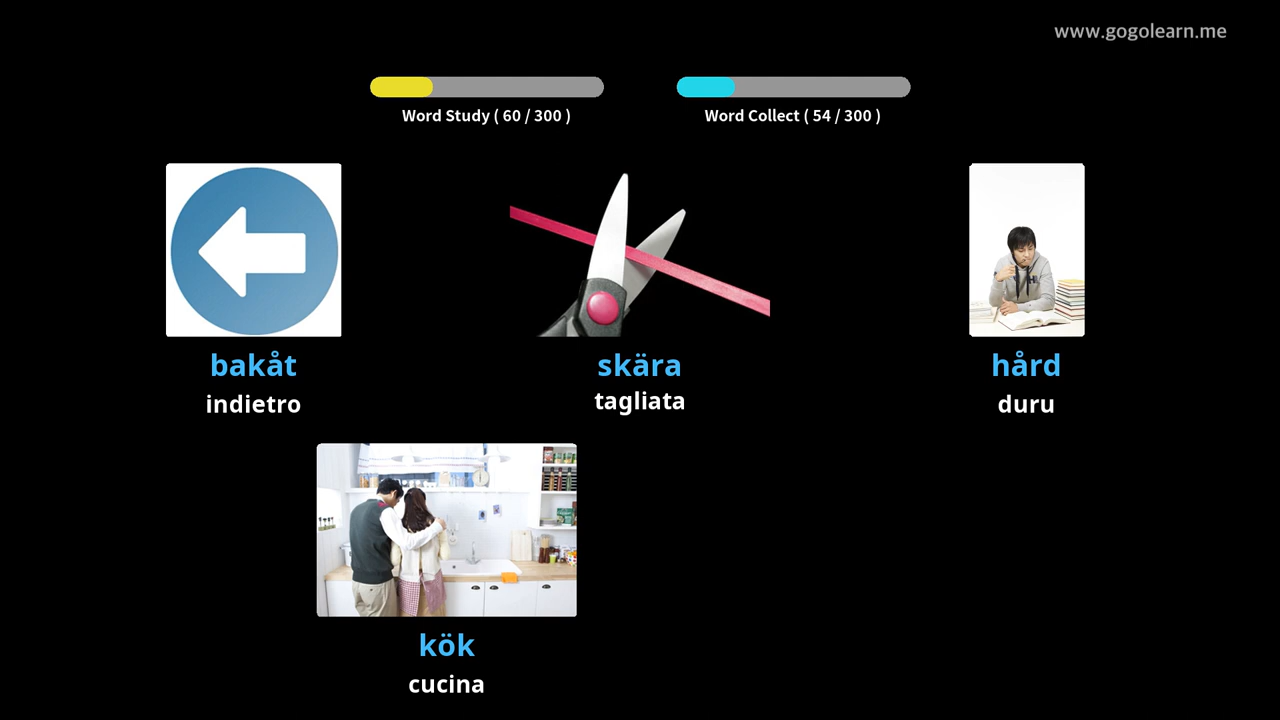 www.gogolearn.me
Word Study ( 60 / 300 )
Word Collect ( 54 / 300 )
bakåt
indietro
skära
tagliata
hård
duru
kök
cucina